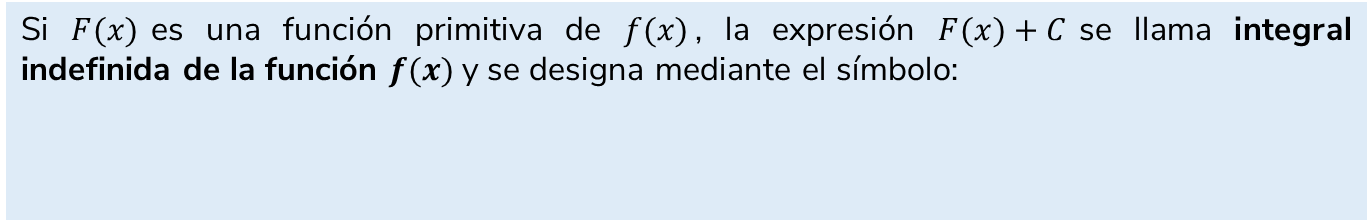 Si F(x) es una función primitiva de f(x), la expresión F(x) + C se llama integral
indefinida de la función f(x) y se designa mediante el símbolo: